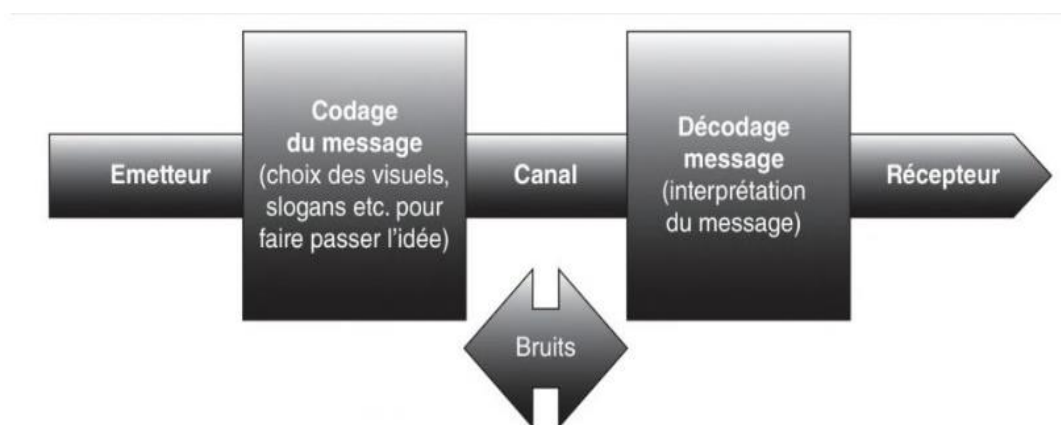 Emetteur
Codage
du message
(choix des visuels,
slogans etc. pour
faire passer l'idée)
Canal
Décodage
message
(interprétation
du message)
Récepteur
Bruits